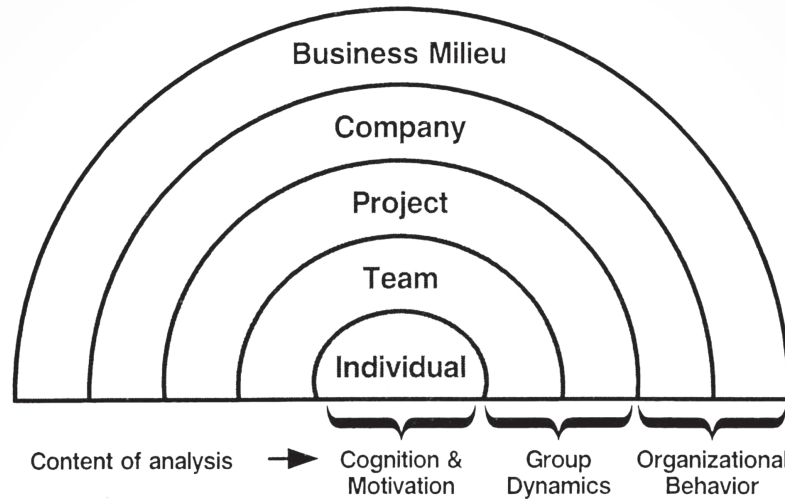 Business Milieu
Company
Project
Team
Individual
Content of analysis
Cognition &
Motivation
Group
Dynamics
Organizational
Behavior